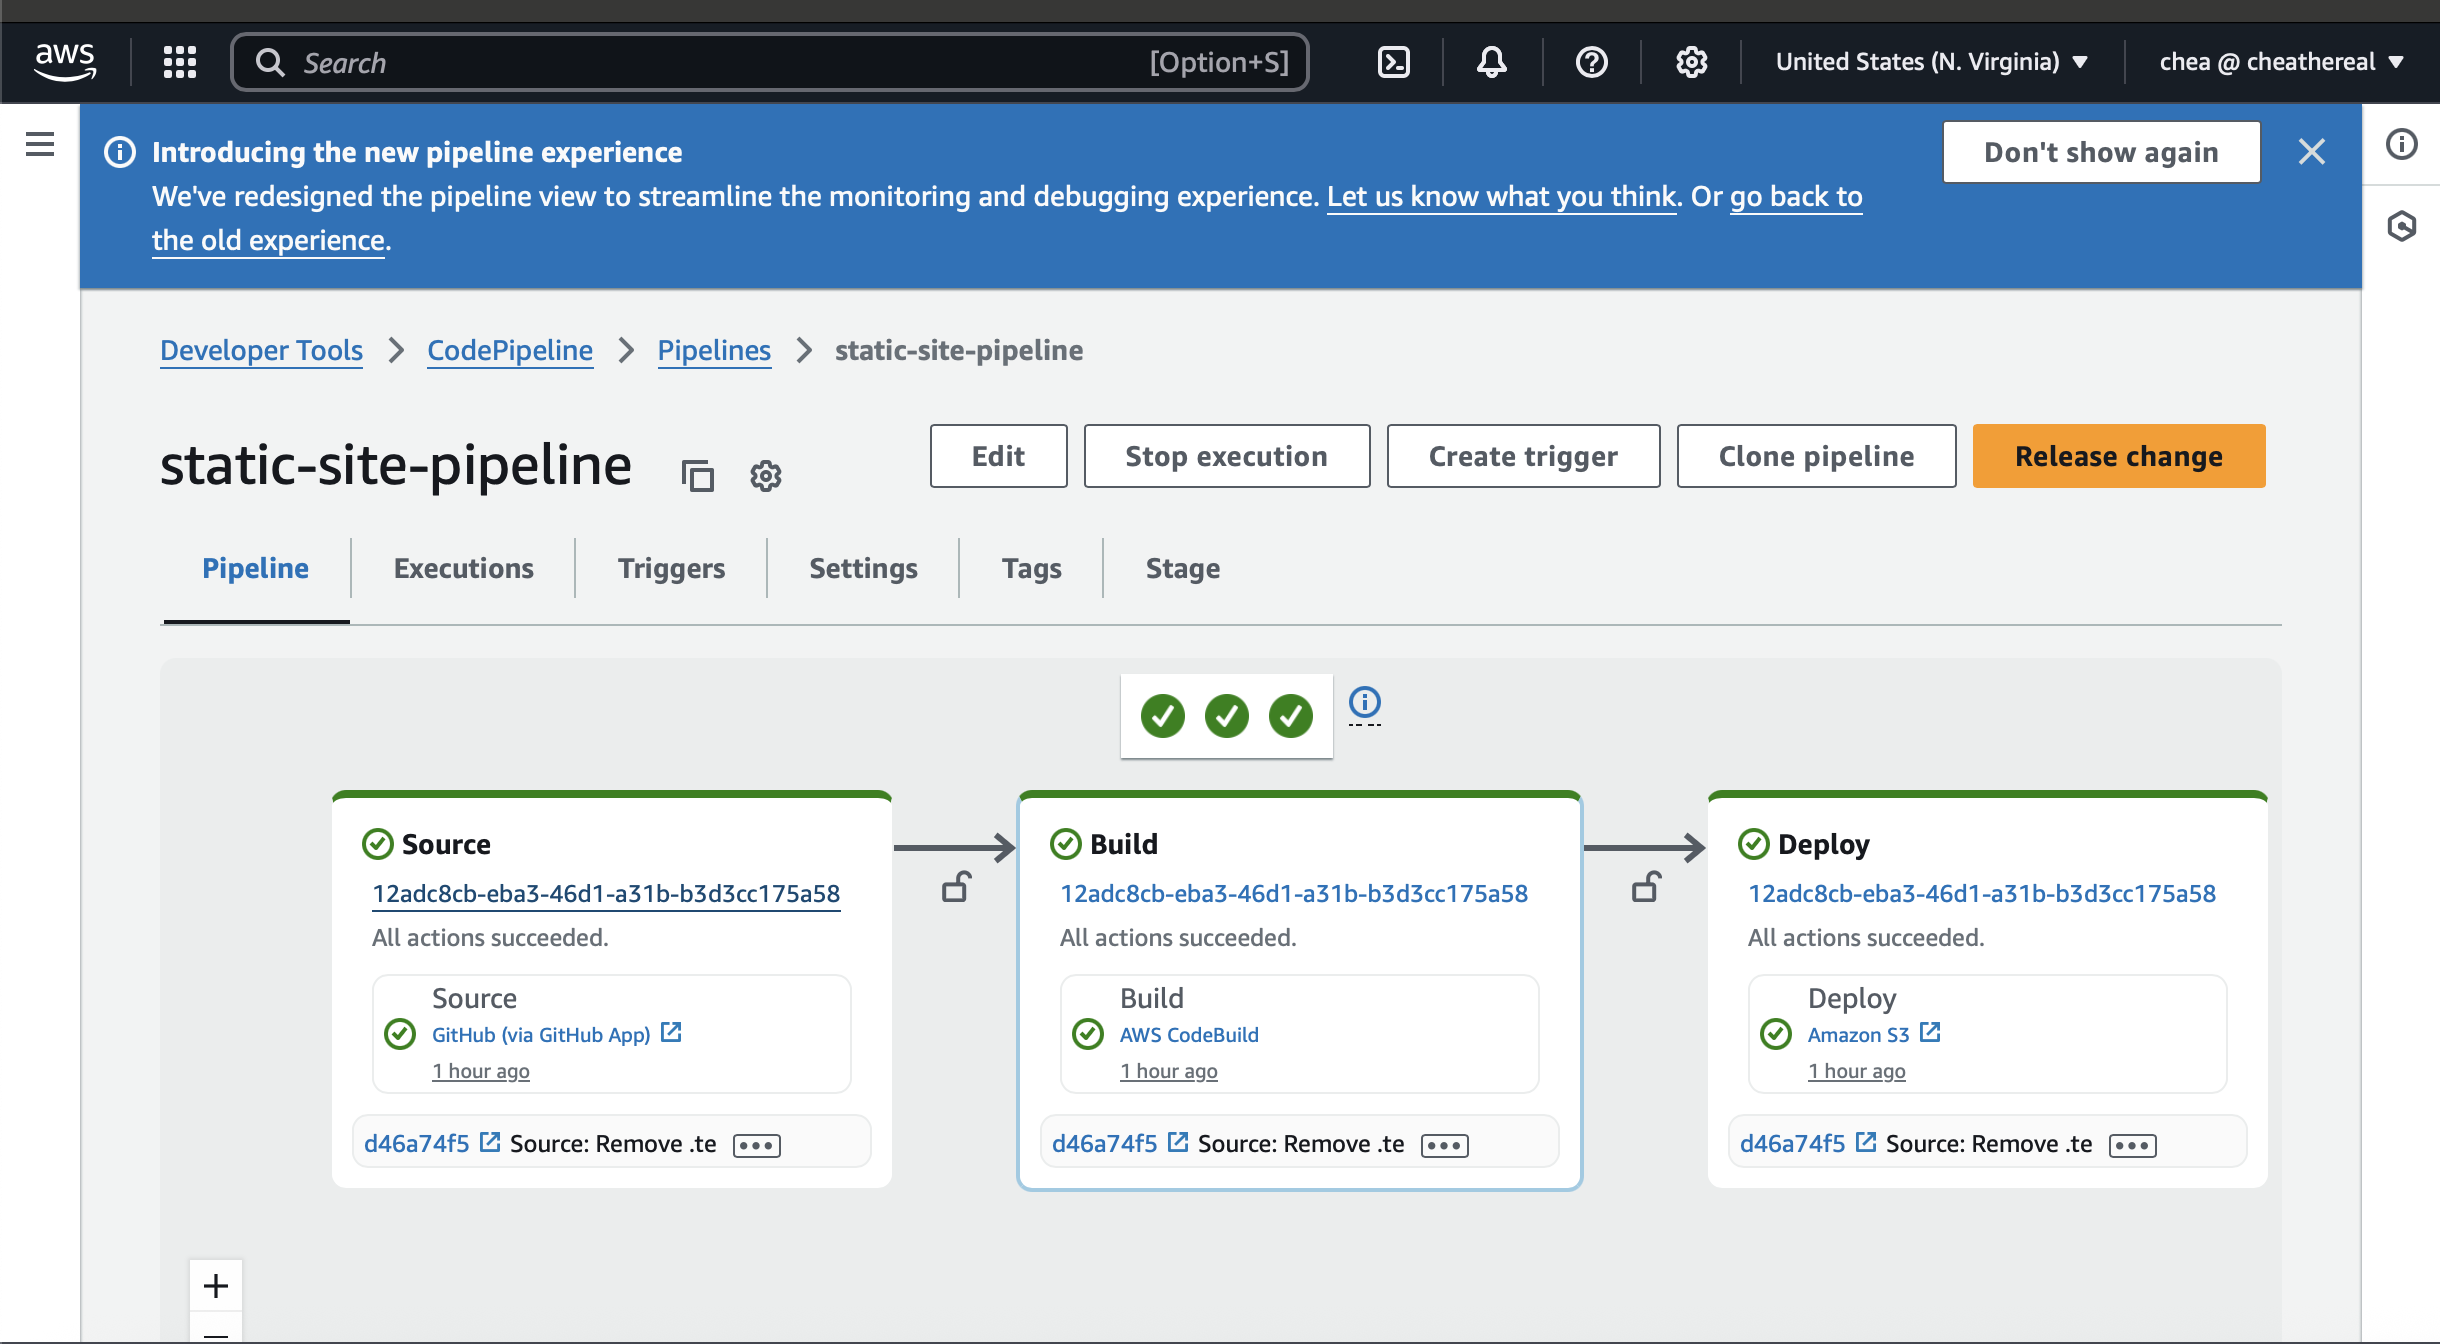 aws
Search [Option+S] United States (N. Virginia) chea @ cheathereal
Introducing the new pipeline experience
Don't show again
We've redesigned the pipeline view to streamline the monitoring and debugging experience. Let us know what you think. Or go back to
the old experience.
Developer Tools CodePipeline Pipelines static-site-pipeline
static-site-pipeline
Edit Stop execution Create trigger Clone pipeline Release change
Pipeline Executions Triggers Settings Tags Stage
Source
12adc8cb-eba3-46d1-a31b-b3d3cc175a58
All actions succeeded.
Source
GitHub (via GitHub App)
1 hour ago
d46a74f5 Source: Remove .te
Build
12adc8cb-eba3-46d1-a31b-b3d3cc175a58
All actions succeeded.
Build
AWS CodeBuild
1 hour ago
d46a74f5 Source: Remove .te
Deploy
12adc8cb-eba3-46d1-a31b-b3d3cc175a58
All actions succeeded.
Deploy
Amazon S3
1 hour ago
d46a74f5 Source: Remove .te